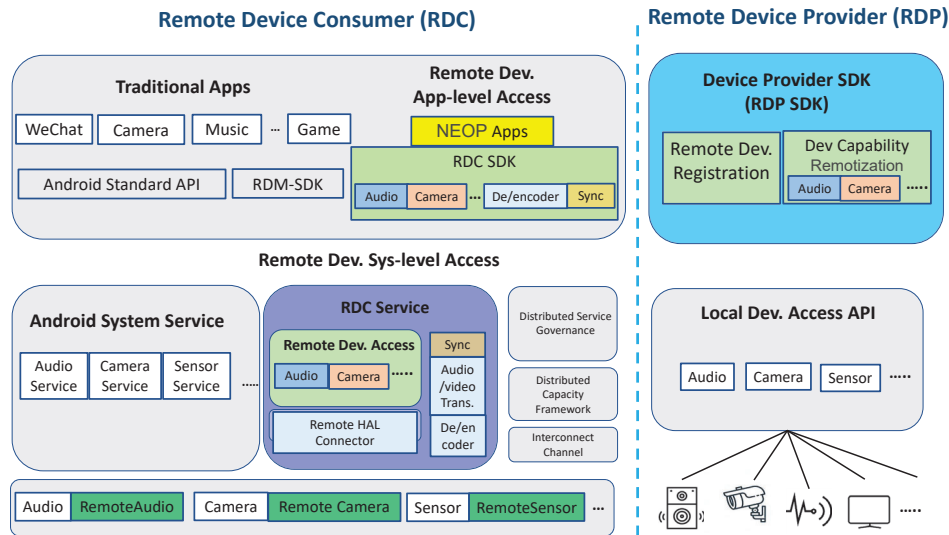 Remote Device Consumer (RDC)
Traditional Apps
WeChat
Camera
Music
...
Game
Android Standard API
RDM-SDK
Remote Dev.
App-level Access
NEOP Apps
RDC SDK
Audio
Camera
...
De/encoder
Sync
Remote Dev. Sys-level Access
Android System Service
Audio
Service
Camera
Service
Sensor
Service
.....
RDC Service
Remote Dev. Access
Audio
Camera
.....
Remote HAL
Connector
Sync
Audio
/video
Trans.
De/en
coder
Distributed Service
Governance
Distributed
Capacity
Framework
Interconnect
Channel
Audio
RemoteAudio
Camera
Remote Camera
Sensor
RemoteSensor
...
Remote Device Provider (RDP)
Device Provider SDK
(RDP SDK)
Remote Dev.
Registration
Dev Capability
Remotization
Audio
Camera
.....
Local Dev. Access API
Audio
Camera
Sensor
.....